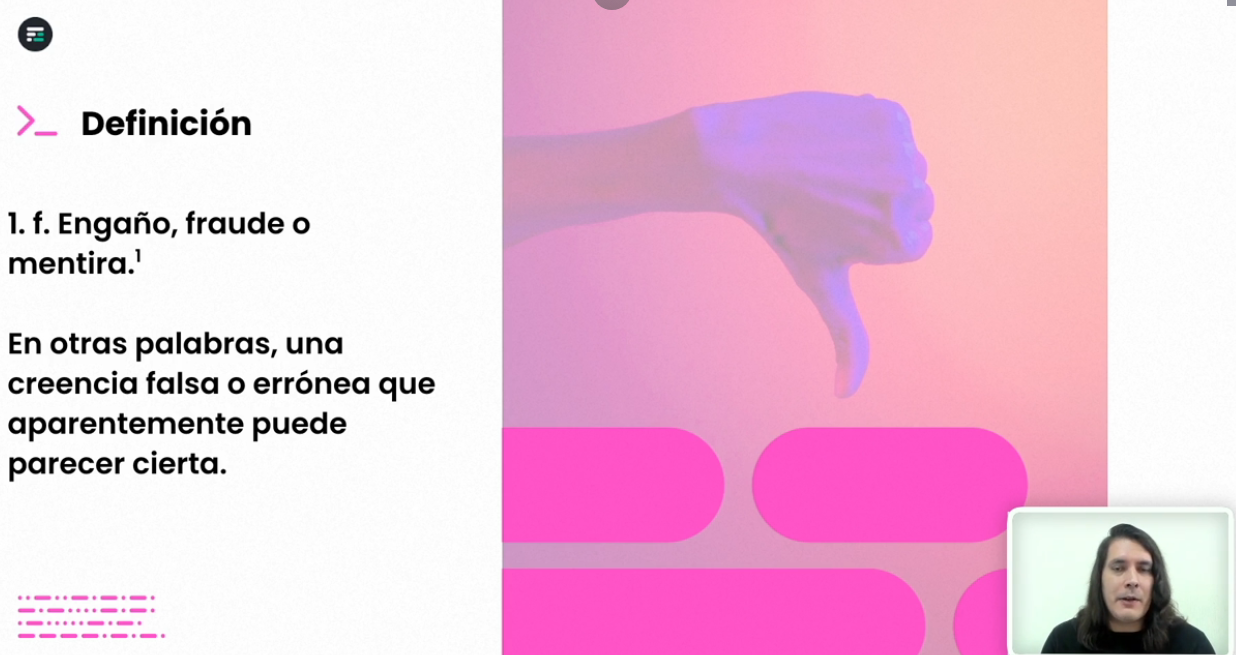 Definición
1. f. Engaño, fraude o
mentira.¹
En otras palabras, una
creencia falsa o errónea que
aparentemente puede
parecer cierta.